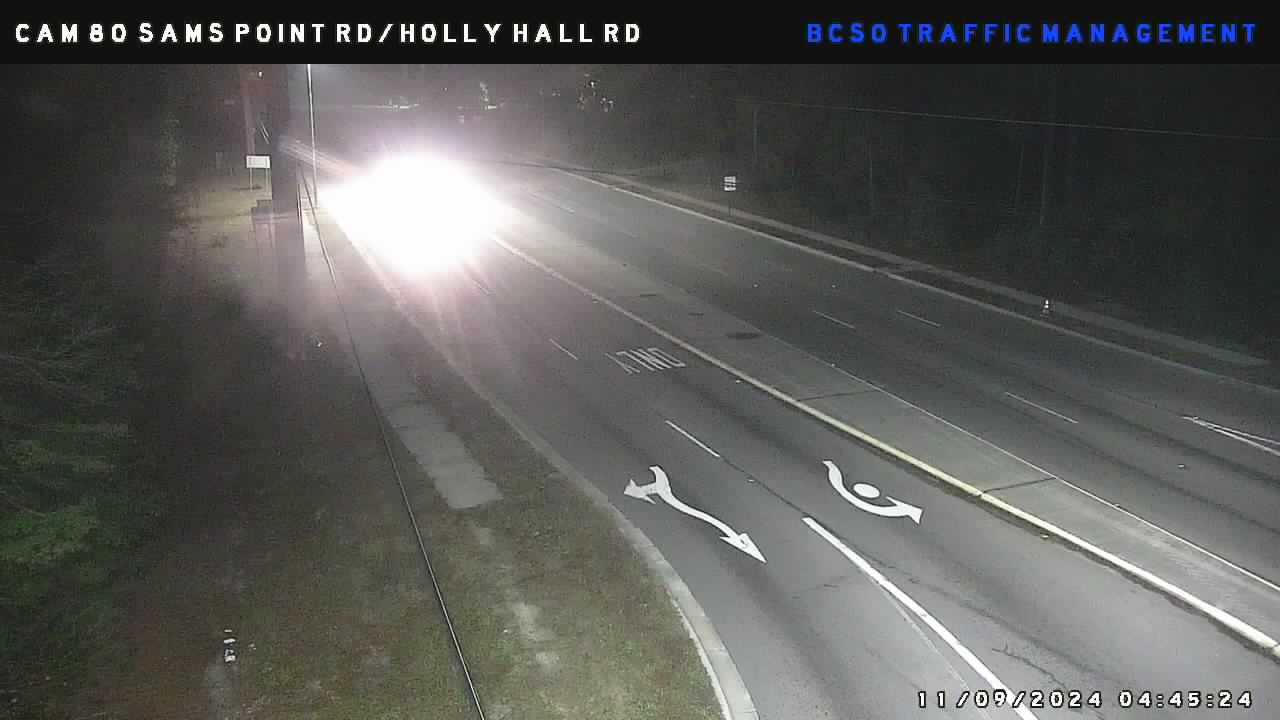 CAM 80 SAMS POINT RD/HOLLY HALL RD
BCSO TRAFFIC MANAGEMENT
ONLY
11/09/2024 04:45:24